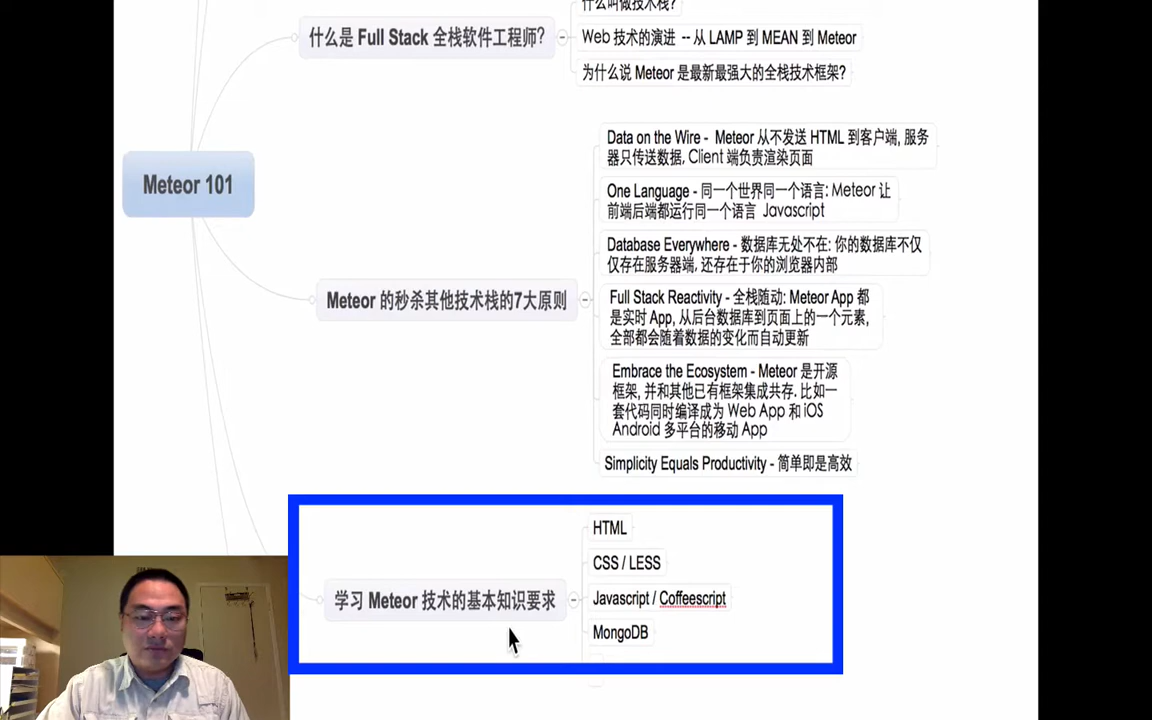 什么叫做技术栈?
什么是 Full Stack 全栈软件工程师?
Web 技术的演进 -- 从 LAMP 到 MEAN 到 Meteor
为什么说 Meteor 是最新最强大的全栈技术框架?
Meteor 101
Data on the Wire - Meteor 从不发送 HTML 到客户端, 服务
器只传送数据, Client 端负责渲染页面
One Language - 同一个世界同一个语言: Meteor 让
前端后端都运行同一个语言 Javascript
Database Everywhere - 数据库无处不在: 你的数据库不仅
仅存在服务器端, 还存在于你的浏览器内部
Meteor 的秒杀其他技术栈的7大原则
Full Stack Reactivity - 全栈随动: Meteor App 都
是实时 App, 从后台数据库到页面上的一个元素,
全部都会随着数据的变化而自动更新
Embrace the Ecosystem - Meteor 是开源
框架, 并和其他已有框架集成共存. 比如一
套代码同时编译成为 Web App 和 iOS
Android 多平台的移动 App
Simplicity Equals Productivity - 简单即是高效
学习 Meteor 技术的基本知识要求
HTML
CSS / LESS
Javascript / Coffeescript
MongoDB